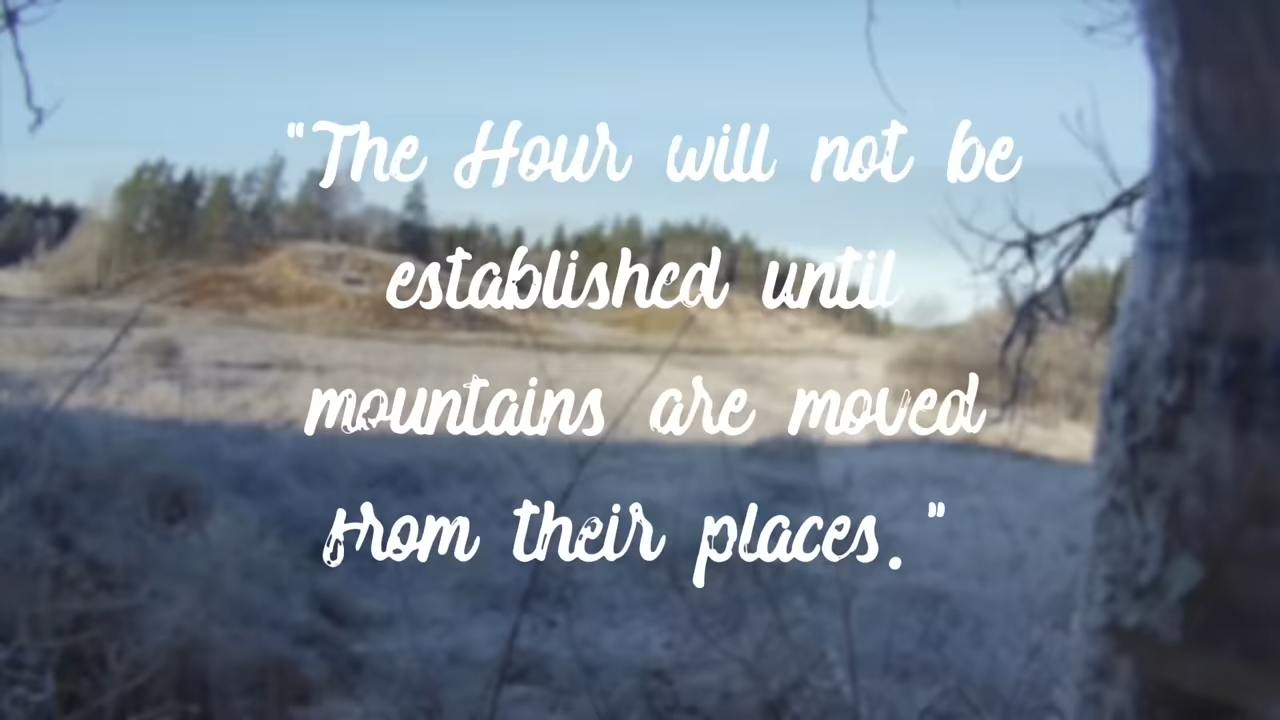 "The Hour will not be
established until
mountains are moved
from their places."